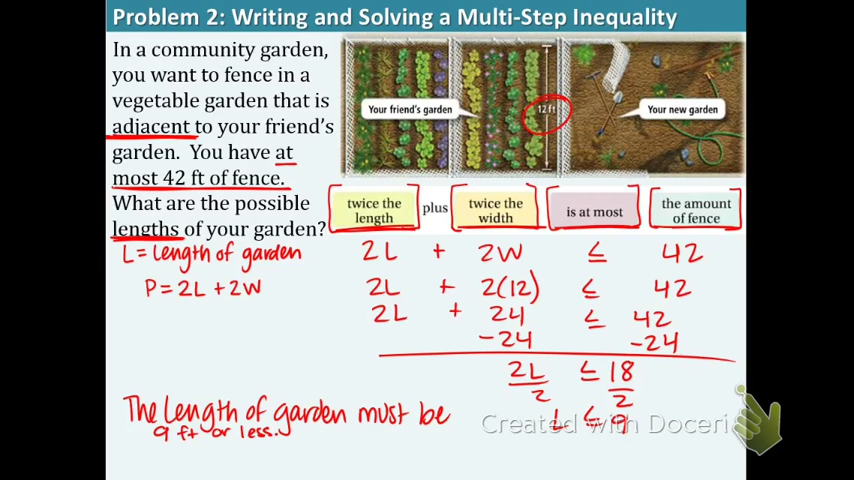 Problem 2: Writing and Solving a Multi-Step Inequality
In a community garden,
you want to fence in a
vegetable garden that is
adjacent to your friend's
garden. You have at
most 42 ft of fence.
What are the possible
lengths of your garden?
Your friend's garden
12 ft
Your new garden
twice the
length
plus
twice the
width
is at most
the amount
of fence
L = length of garden
P = 2L + 2W
2L + 2W ≤ 42
2L + 2(12) ≤ 42
2L + 24 ≤ 42
-24 -24
2L ≤ 18
2 2
L ≤ 9
The Length of garden must be
9 ft or less.
Created with Doceri